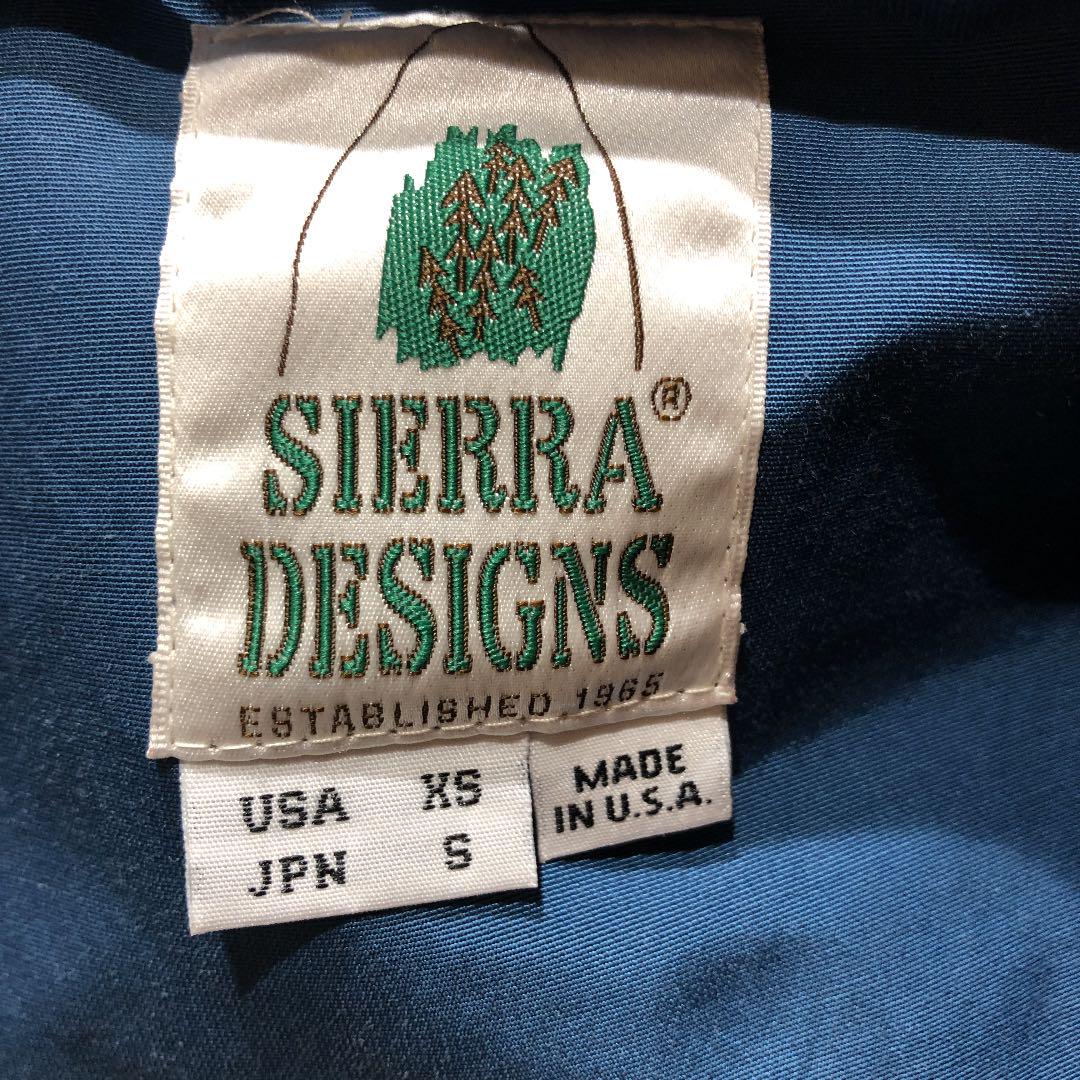 SIERRA®
DESIGNS
ESTABLISHED 1965
USA XS
JPN S
MADE
IN U.S.A.